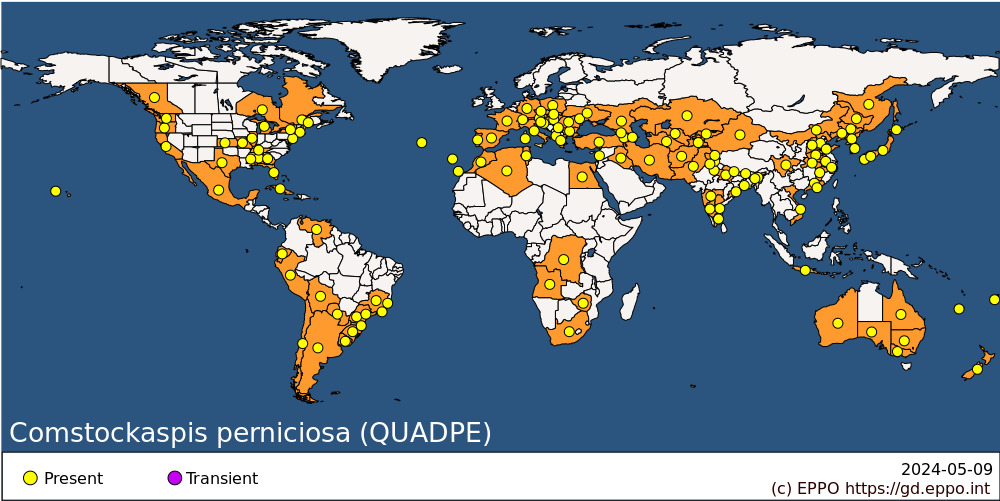 Comstockaspis perniciosa (QUADPE)
Present
Transient
2024-05-09
(c) EPPO https://gd.eppo.int